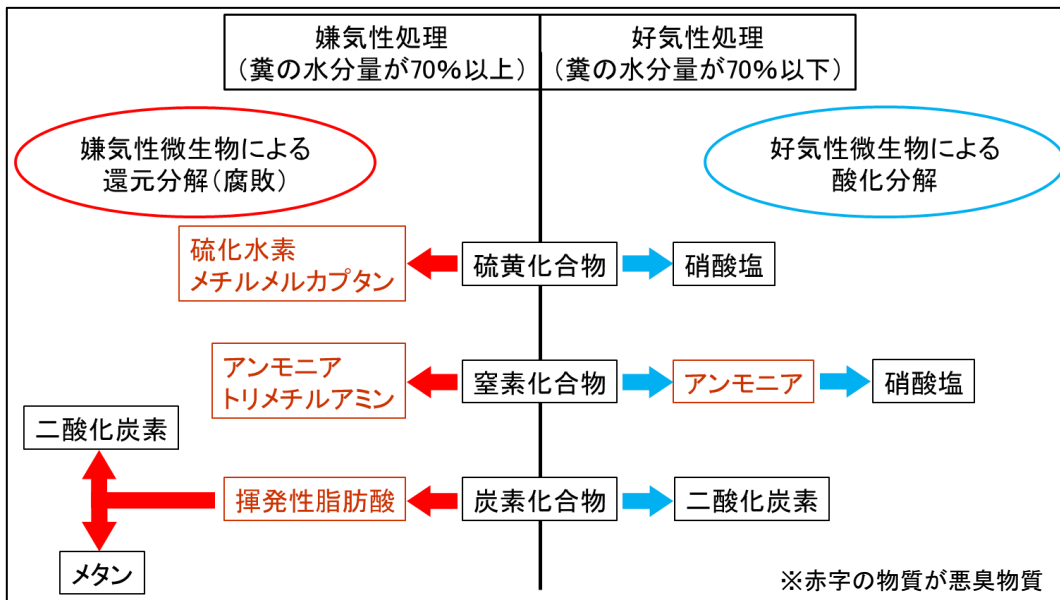 嫌気性処理
（糞の水分量が70%以上）
好気性処理
（糞の水分量が70%以下）
嫌気性微生物による
還元分解（腐敗）
好気性微生物による
酸化分解
硫化水素
メチルメルカプタン
硫黄化合物
硝酸塩
アンモニア
トリメチルアミン
窒素化合物
アンモニア
硝酸塩
二酸化炭素
揮発性脂肪酸
炭素化合物
二酸化炭素
メタン
※赤字の物質が悪臭物質